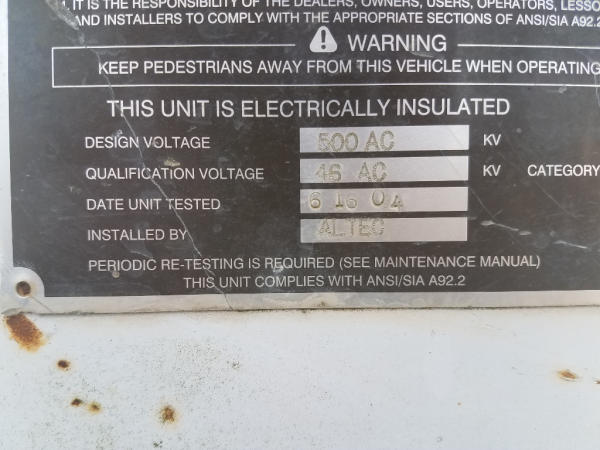 IT IS THE RESPONSIBILITY OF THE DEALERS, OWNERS, USERS, OPERATORS, LESSO
AND INSTALLERS TO COMPLY WITH THE APPROPRIATE SECTIONS OF ANSI/SIA A92.2
WARNING
KEEP PEDESTRIANS AWAY FROM THIS VEHICLE WHEN OPERATING
THIS UNIT IS ELECTRICALLY INSULATED
DESIGN VOLTAGE 500 AC KV
QUALIFICATION VOLTAGE 46 AC KV CATEGORY
DATE UNIT TESTED 6 16 04
INSTALLED BY ALTEC
PERIODIC RE-TESTING IS REQUIRED (SEE MAINTENANCE MANUAL)
THIS UNIT COMPLIES WITH ANSI/SIA A92.2